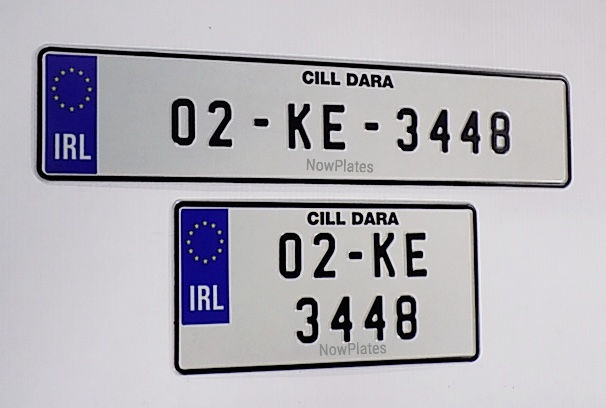 CILL DARA
IRL
02-KE-3448
NowPlates
CILL DARA
02-KE
IRL
3448
NowPlates